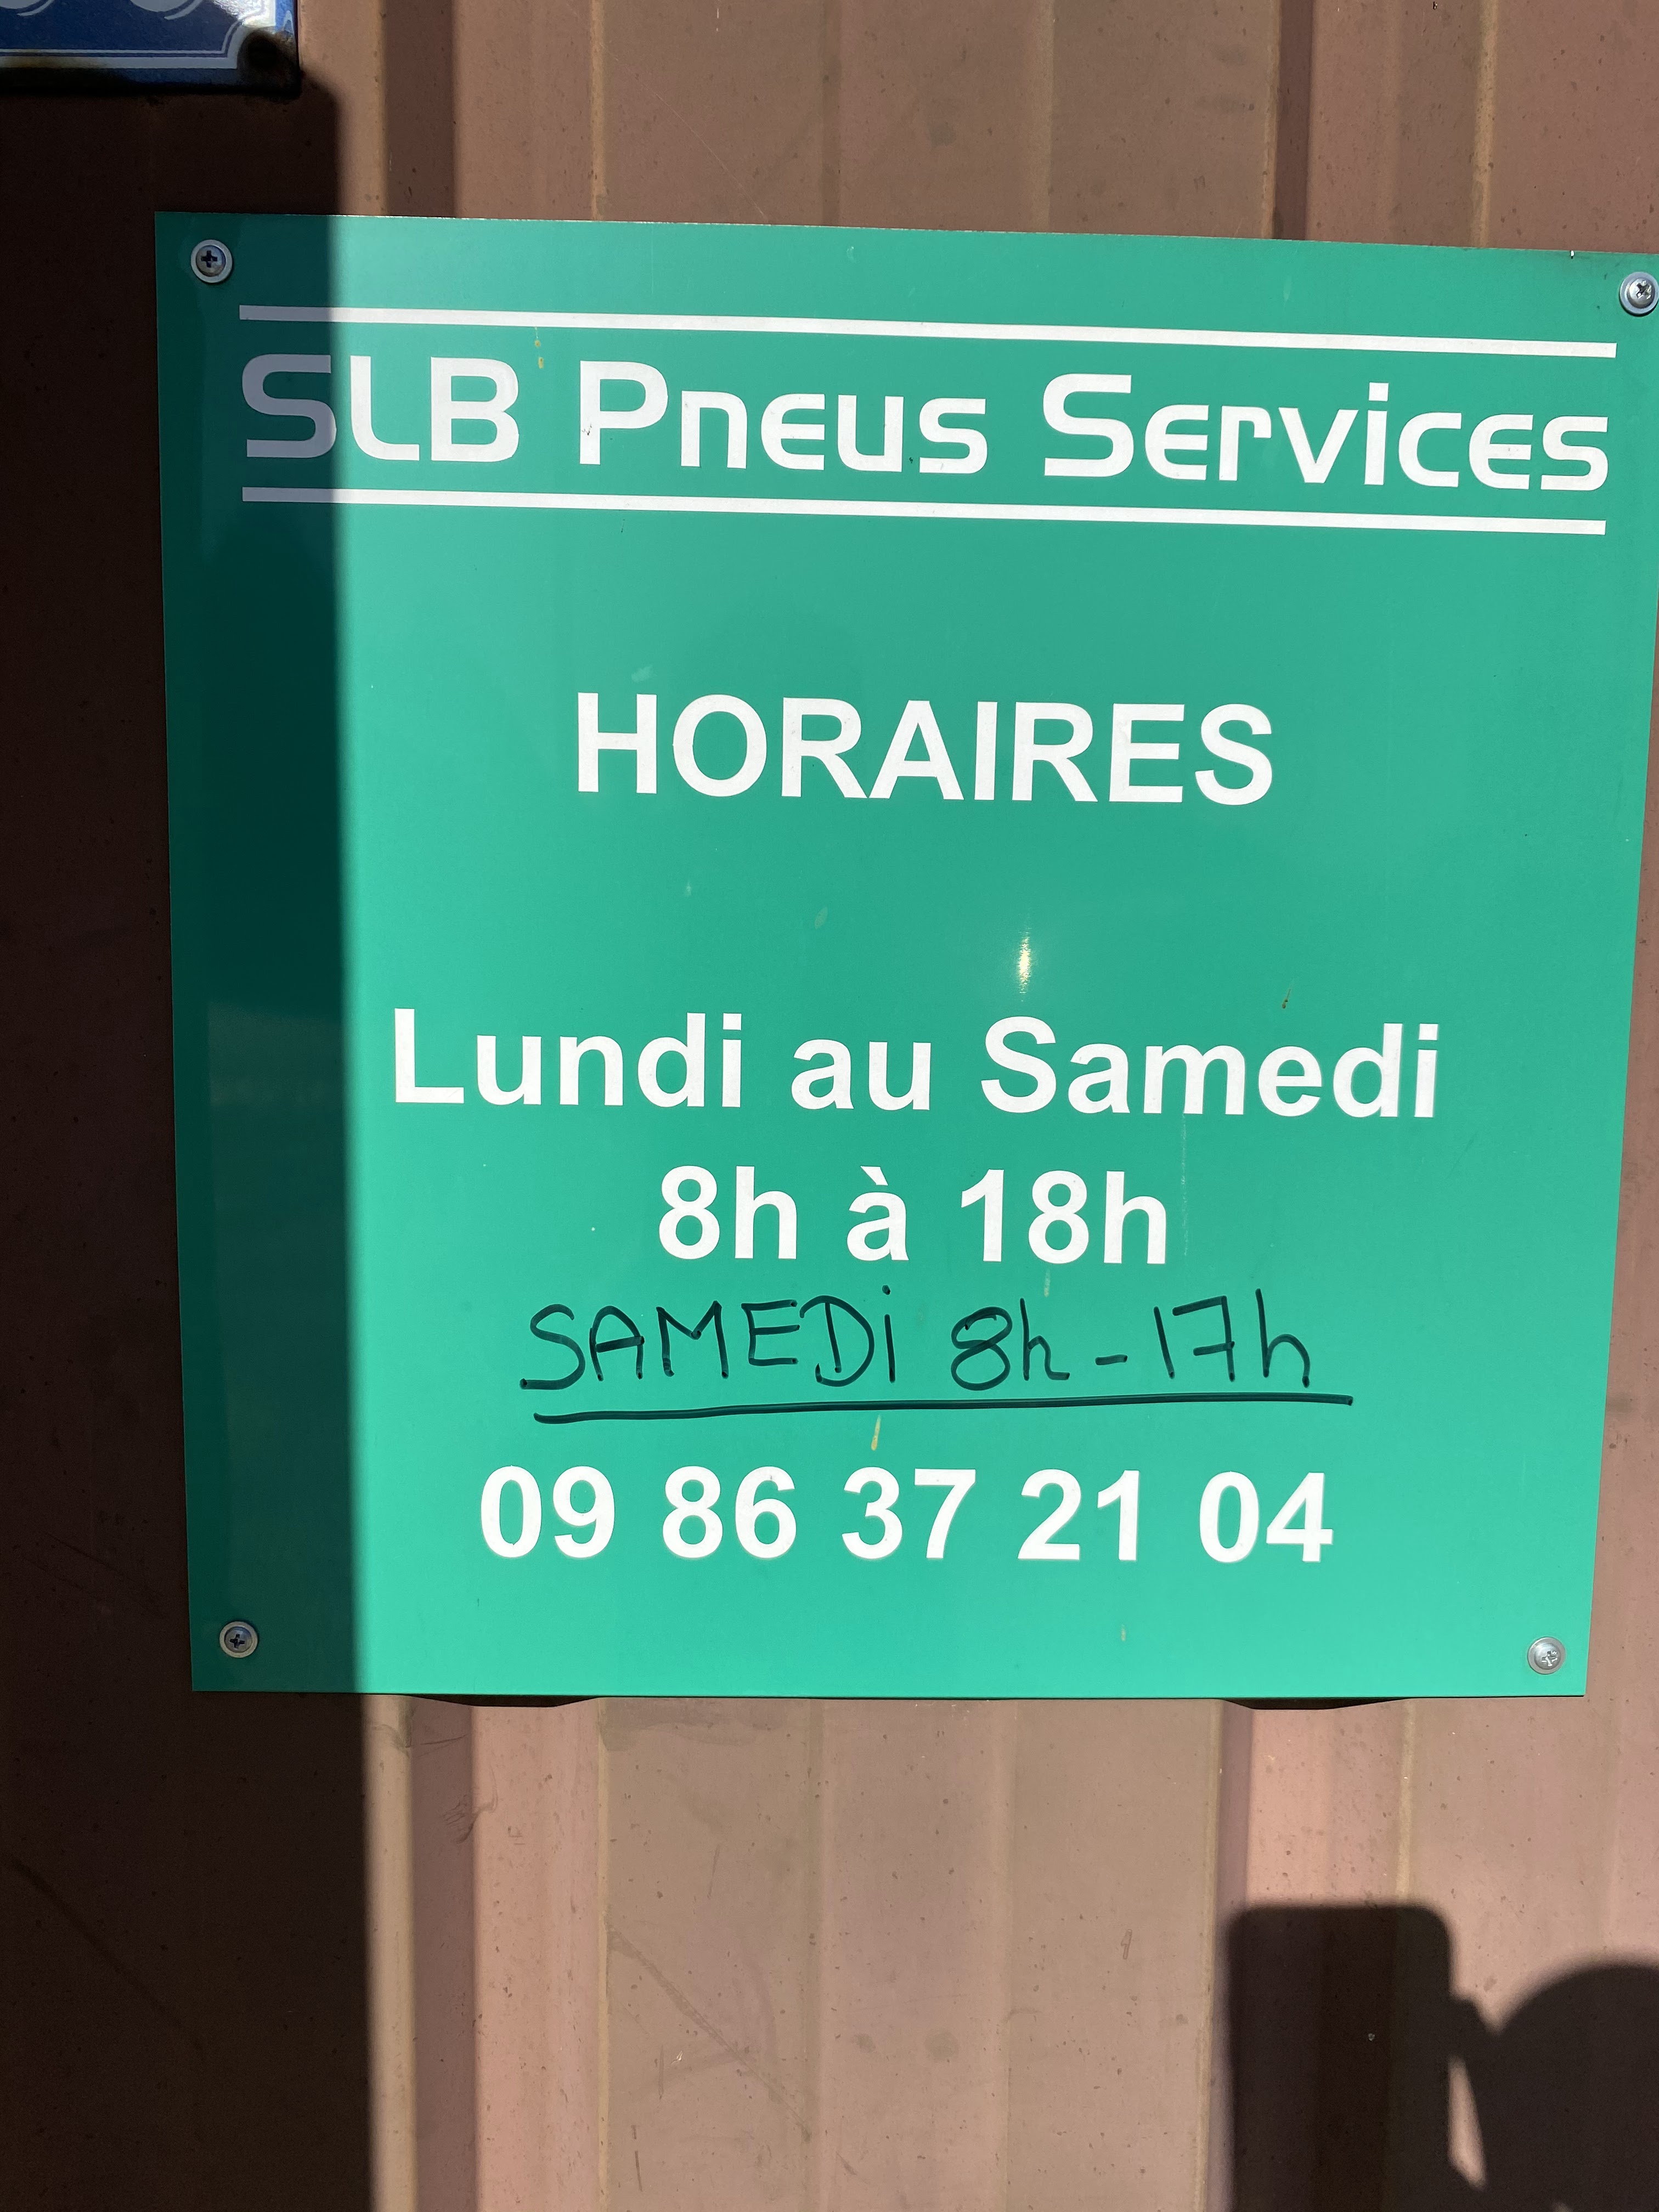 SLB Pneus Services
HORAIRES
Lundi au Samedi
8h à 18h
SAMEDi 8h-17h
09 86 37 21 04